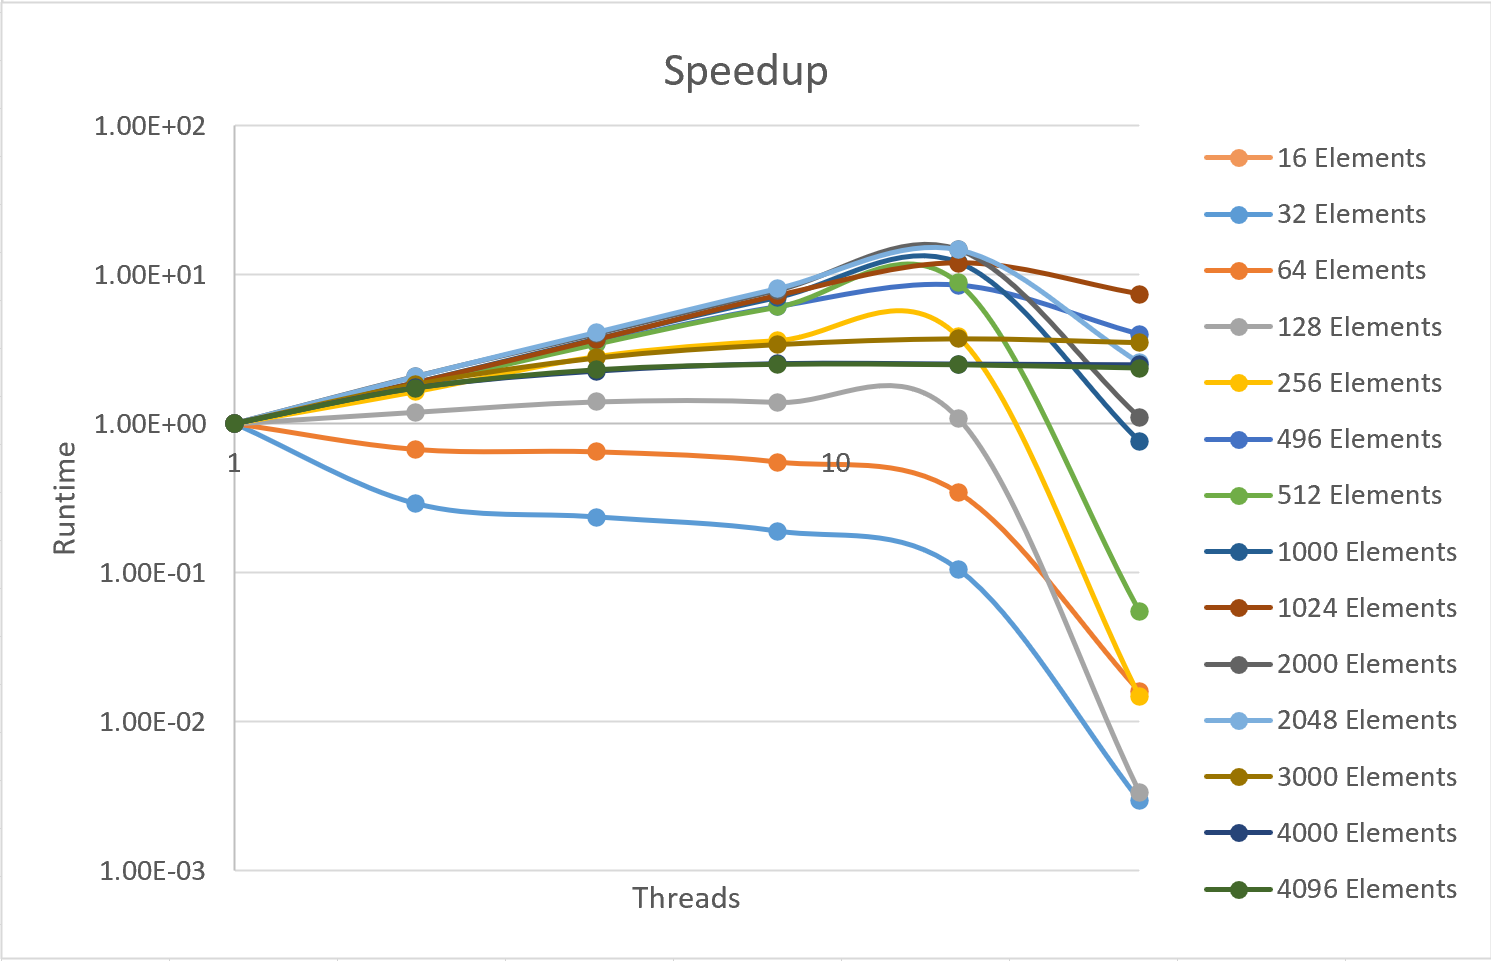 Speedup
1.00E+02
1.00E+01
1.00E+00
1.00E-01
1.00E-02
1.00E-03
Runtime
1
10
Threads
16 Elements
32 Elements
64 Elements
128 Elements
256 Elements
496 Elements
512 Elements
1000 Elements
1024 Elements
2000 Elements
2048 Elements
3000 Elements
4000 Elements
4096 Elements